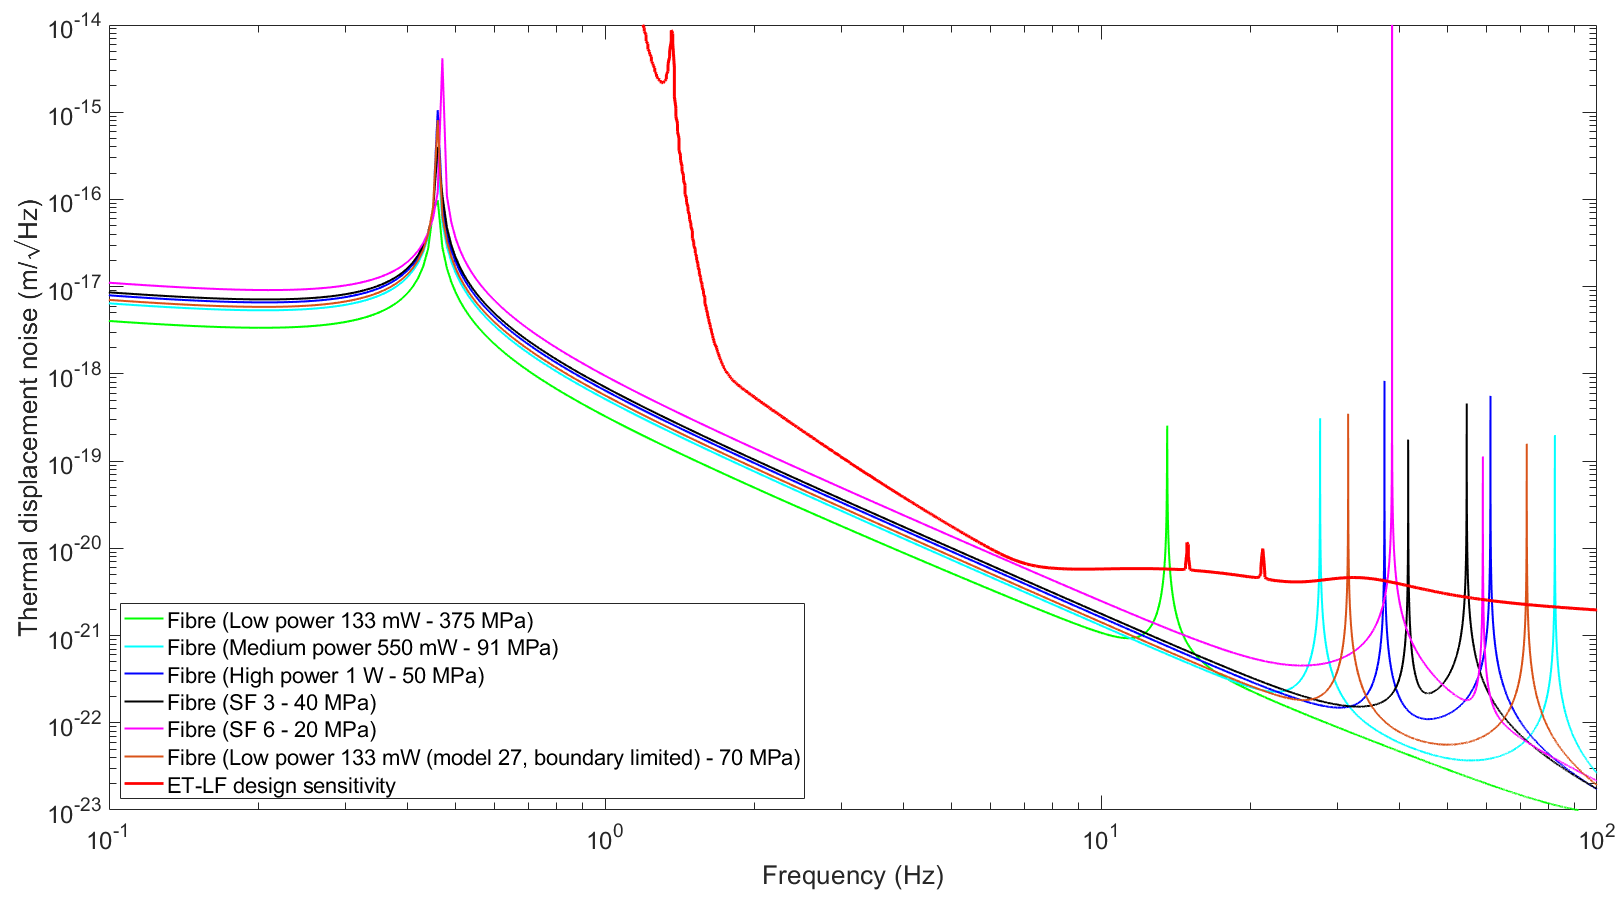 10^-14
10^-15
10^-16
10^-17
10^-18
10^-19
10^-20
10^-21
10^-22
10^-23
Thermal displacement noise (m/√Hz)
Fibre (Low power 133 mW - 375 MPa)
Fibre (Medium power 550 mW - 91 MPa)
Fibre (High power 1 W - 50 MPa)
Fibre (SF 3 - 40 MPa)
Fibre (SF 6 - 20 MPa)
Fibre (Low power 133 mW (model 27, boundary limited) - 70 MPa)
ET-LF design sensitivity
10^-1 10^0 10^1 10^2
Frequency (Hz)